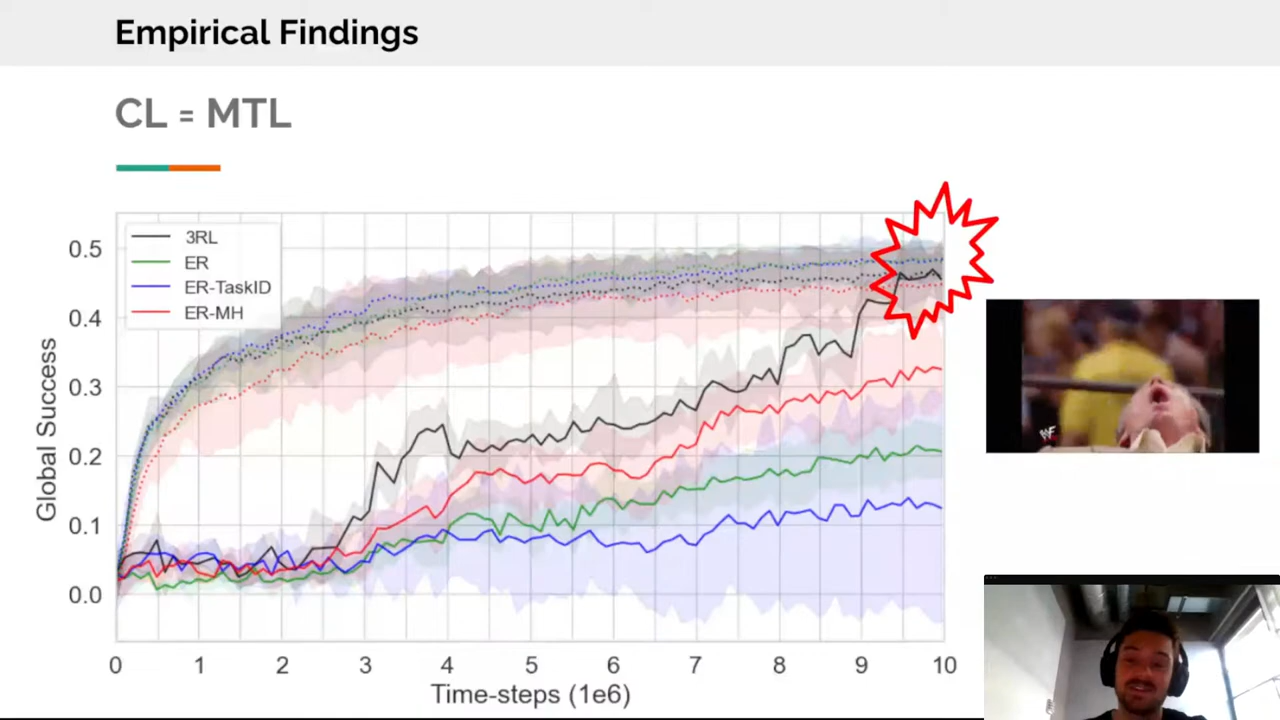 Empirical Findings
CL = MTL
3RL
ER
ER-TaskID
ER-MH
Global Success
0.5
0.4
0.3
0.2
0.1
0.0
0 1 2 3 4 5 6 7 8 9 10
Time-steps (1e6)